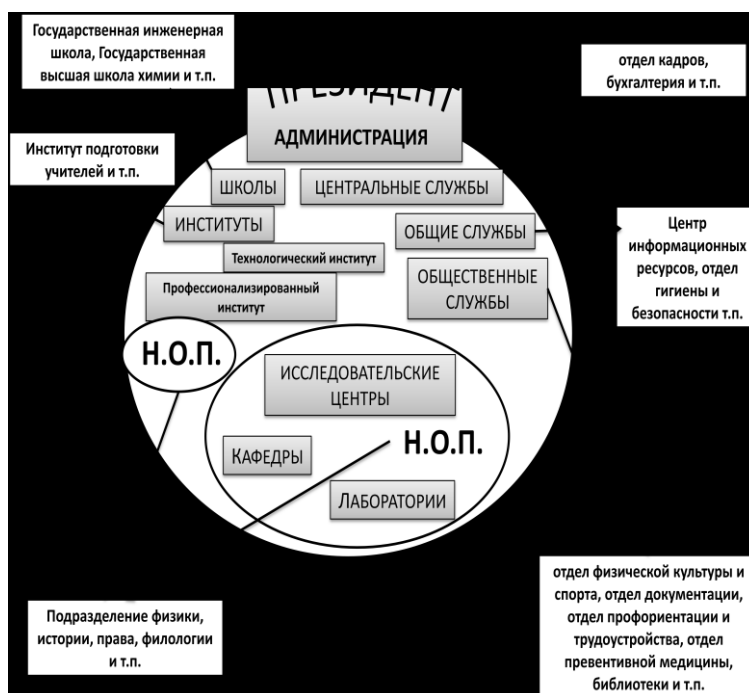 Государственная инженерная
школа, Государственная
высшая школа химии и т.п.
отдел кадров,
бухгалтерия и т.п.
ПРЕЗИДЕНТ
АДМИНИСТРАЦИЯ
Институт подготовки
учителей и т.п.
ШКОЛЫ
ЦЕНТРАЛЬНЫЕ СЛУЖБЫ
ИНСТИТУТЫ
ОБЩИЕ СЛУЖБЫ
Технологический институт
Центр
информационных
ресурсов, отдел
гигиены и
безопасности т.п.
ОБЩЕСТВЕННЫЕ
СЛУЖБЫ
Профессионализированный
институт
Н.О.П.
ИССЛЕДОВАТЕЛЬСКИЕ
ЦЕНТРЫ
Н.О.П.
КАФЕДРЫ
ЛАБОРАТОРИИ
Подразделение физики,
истории, права, филологии
и т.п.
отдел физической культуры и
спорта, отдел документации,
отдел профориентации и
трудоустройства, отдел
превентивной медицины,
библиотеки и т.п.